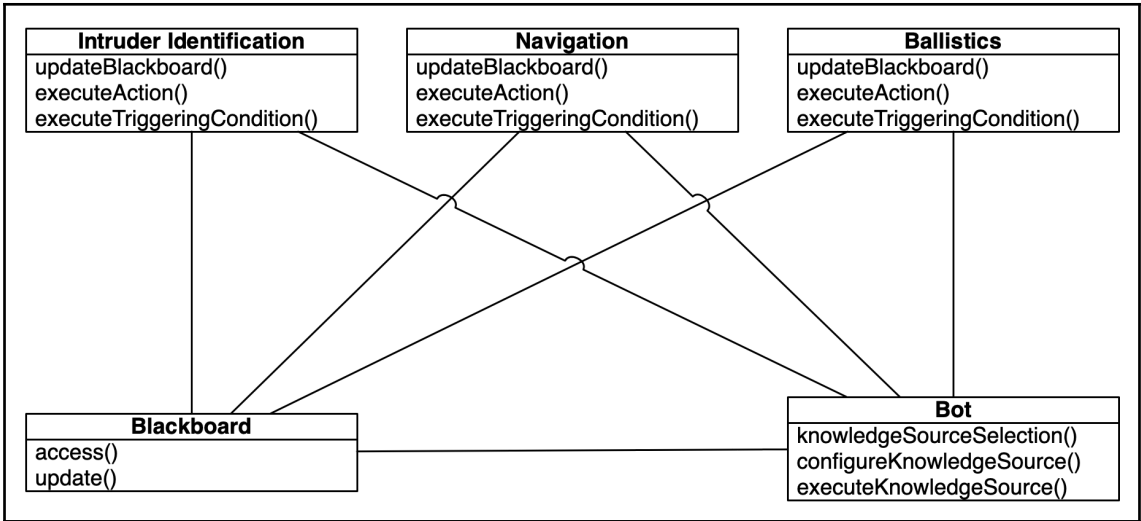 Intruder Identification
updateBlackboard()
executeAction()
executeTriggeringCondition()
Navigation
updateBlackboard()
executeAction()
executeTriggeringCondition()
Ballistics
updateBlackboard()
executeAction()
executeTriggeringCondition()
Blackboard
access()
update()
Bot
knowledgeSourceSelection()
configureKnowledgeSource()
executeKnowledgeSource()